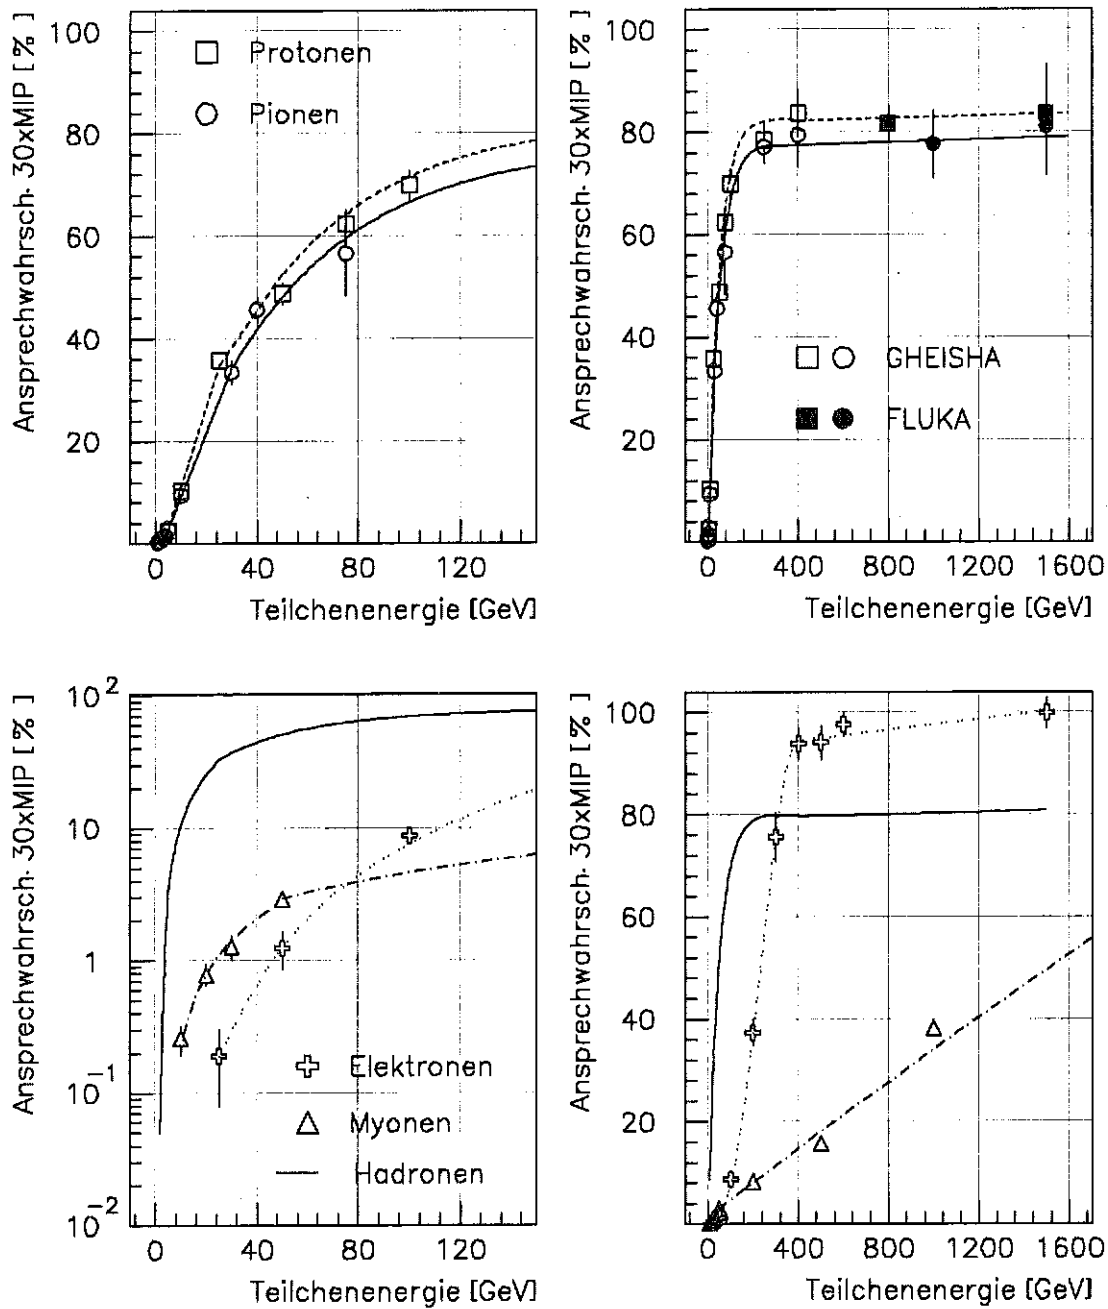 Ansprechwahrsch. 30xMIP [ % ]
100
80
60
40
20
Protonen
Pionen
0 40 80 120
Teilchenenergie [GeV]
Ansprechwahrsch. 30xMIP [ % ]
100
80
60
40
20
GHEISHA
FLUKA
0 400 800 1200 1600
Teilchenenergie [GeV]
Ansprechwahrsch. 30xMIP [ % ]
10²
10
1
10⁻¹
10⁻²
Elektronen
Myonen
Hadronen
0 40 80 120
Teilchenenergie [GeV]
Ansprechwahrsch. 30xMIP [ % ]
100
80
60
40
20
0 400 800 1200 1600
Teilchenenergie [GeV]